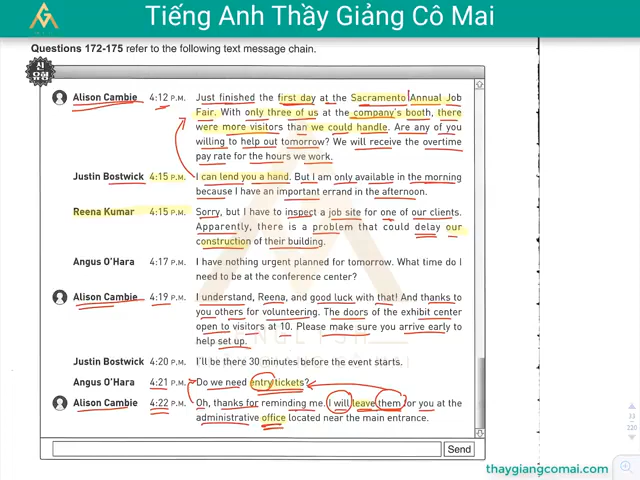 Tiếng Anh Thầy Giảng Cô Mai
Questions 172-175 refer to the following text message chain.
Alison Cambie 4:12 P.M. Just finished the first day at the Sacramento Annual Job
Fair. With only three of us at the company's booth, there
were more visitors than we could handle. Are any of you
willing to help out tomorrow? We will receive the overtime
pay rate for the hours we work.
Justin Bostwick 4:15 P.M. I can lend you a hand. But I am only available in the morning
because I have an important errand in the afternoon.
Reena Kumar 4:15 P.M. Sorry, but I have to inspect a job site for one of our clients.
Apparently, there is a problem that could delay our
construction of their building.
Angus O'Hara 4:17 P.M. I have nothing urgent planned for tomorrow. What time do I
need to be at the conference center?
Alison Cambie 4:19 P.M. I understand, Reena, and good luck with that! And thanks to
you others for volunteering. The doors of the exhibit center
open to visitors at 10. Please make sure you arrive early to
help set up.
Justin Bostwick 4:20 P.M. I'll be there 30 minutes before the event starts.
Angus O'Hara 4:21 P.M. Do we need entry tickets?
Alison Cambie 4:22 P.M. Oh, thanks for reminding me. I will leave them for you at the
administrative office located near the main entrance.
Send
33
220
thaygiangcomai.com